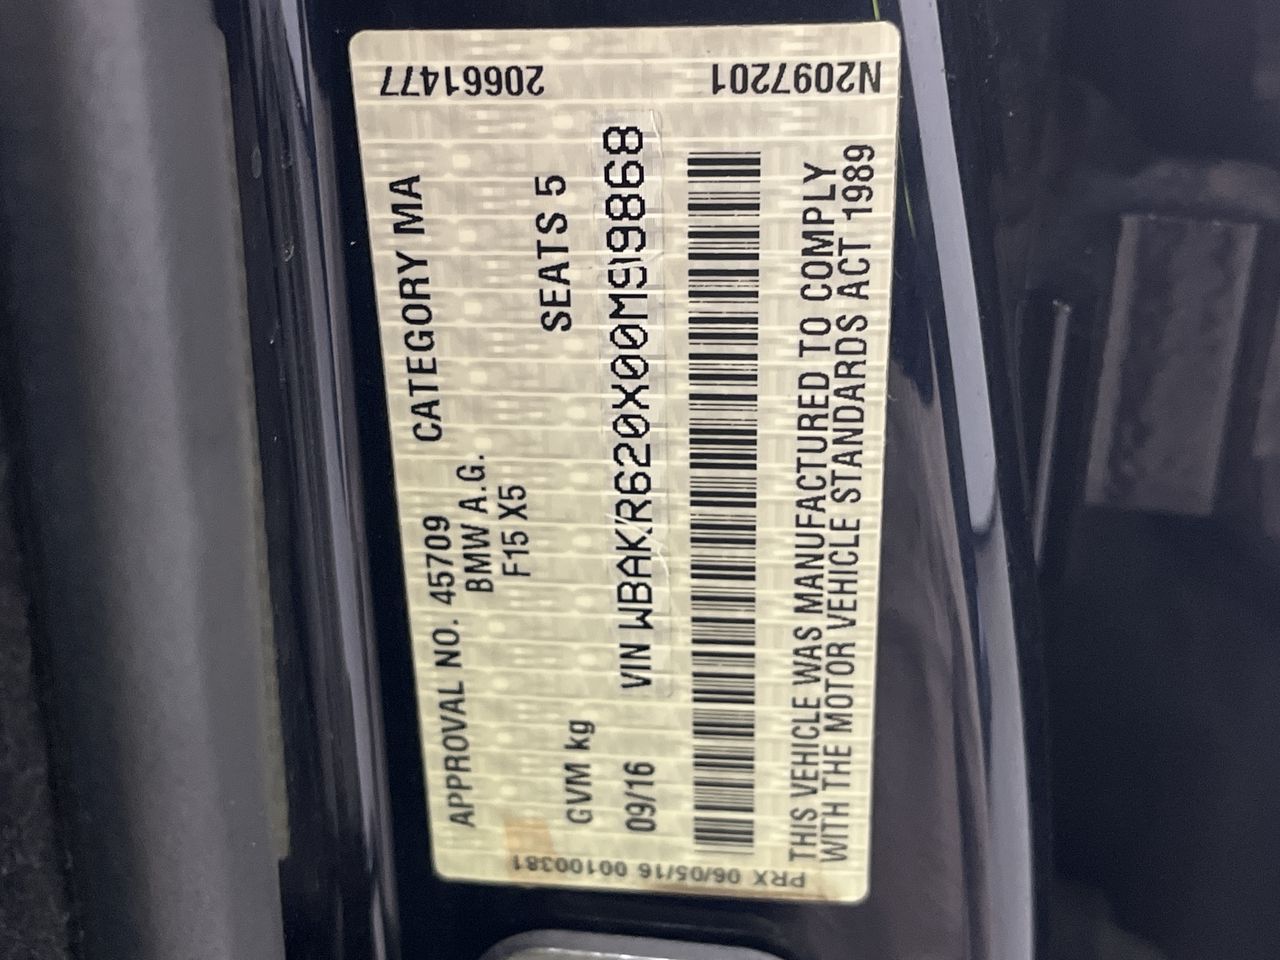 20661477
N2097201
APPROVAL NO. 45709 CATEGORY MA
BMW A.G.
F15 X5
SEATS 5
GVM kg
09/16 VIN WBAKR620X00M99868
THIS VEHICLE WAS MANUFACTURED TO COMPLY
WITH THE MOTOR VEHICLE STANDARDS ACT 1989
PRX 06/05/16 00100381